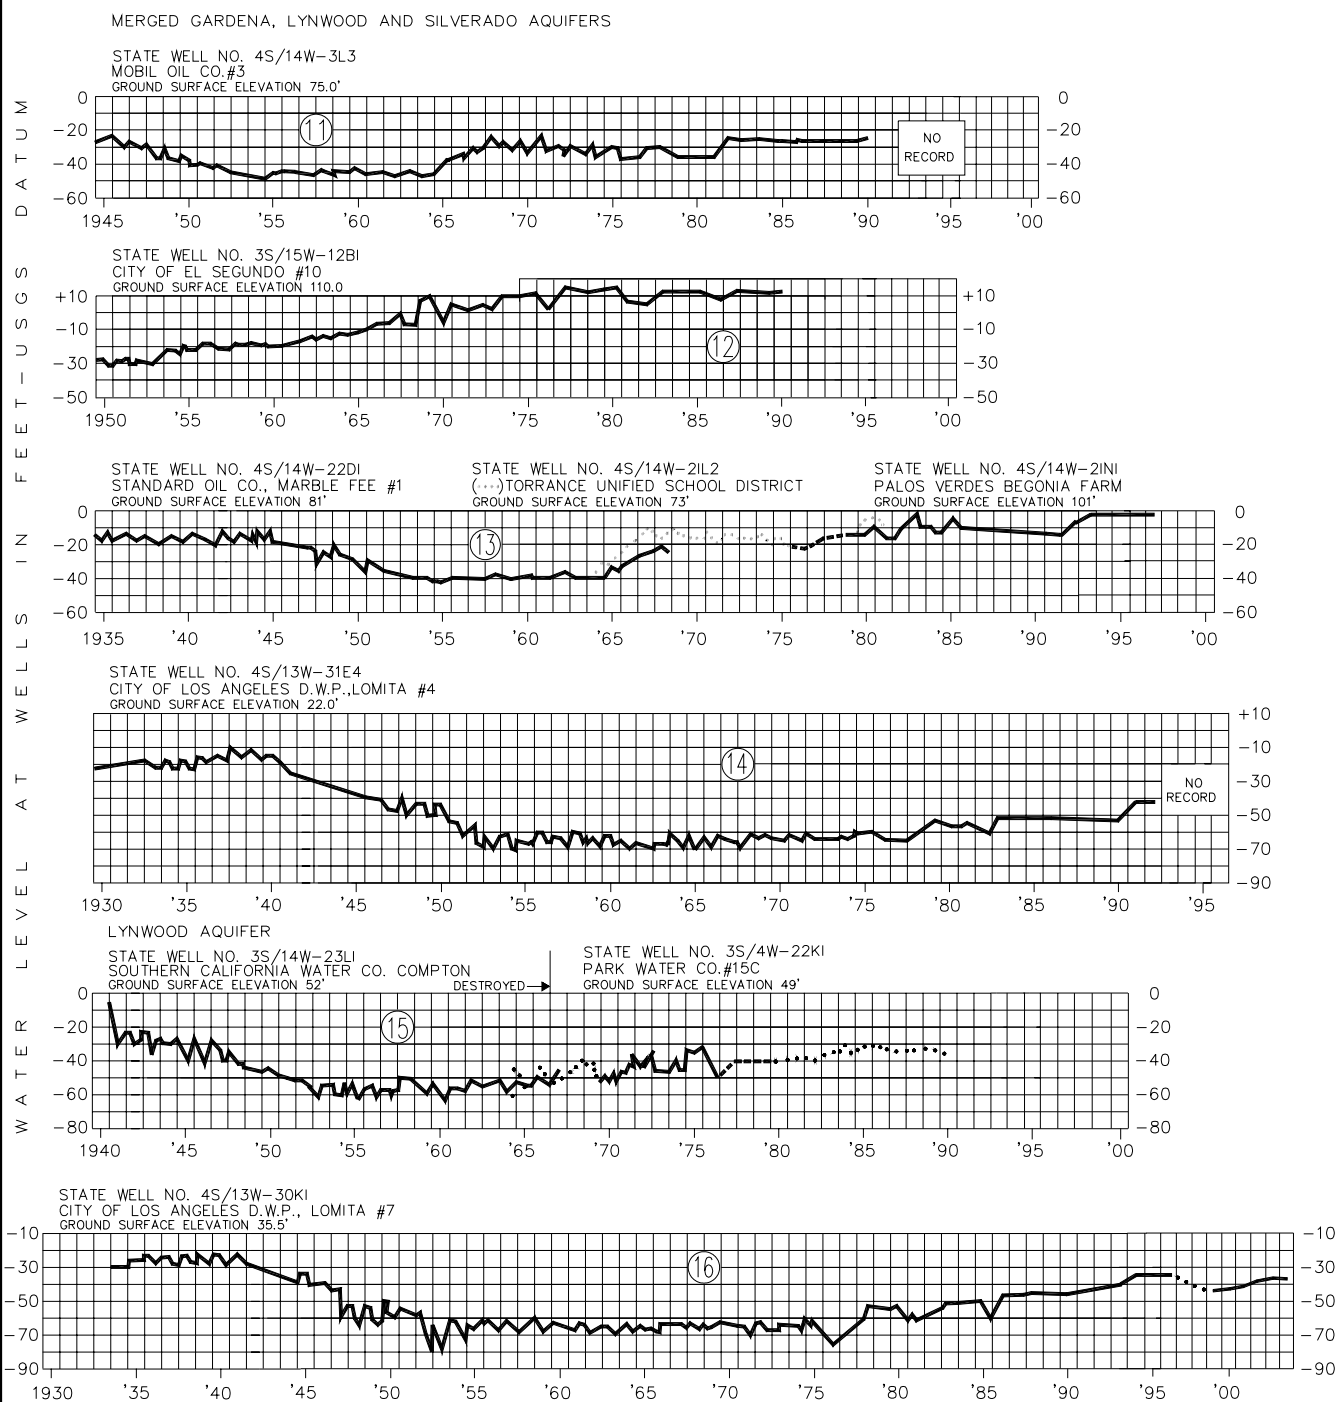 MERGED GARDENA, LYNWOOD AND SILVERADO AQUIFERS
WATER LEVEL AT WELLS IN FEET-USGS DATUM
STATE WELL NO. 4S/14W-3L3
MOBIL OIL CO.#3
GROUND SURFACE ELEVATION 75.0'
0 0
-20 -20
-40 -40
-60 -60
11
NO
RECORD
1945 '50 '55 '60 '65 '70 '75 '80 '85 '90 '95 '00
STATE WELL NO. 3S/15W-12BI
CITY OF EL SEGUNDO #10
GROUND SURFACE ELEVATION 110.0
+10 +10
-10 -10
-30 -30
-50 -50
12
1950 '55 '60 '65 '70 '75 '80 '85 '90 '95 '00
STATE WELL NO. 4S/14W-22DI
STANDARD OIL CO., MARBLE FEE #1
GROUND SURFACE ELEVATION 81'
STATE WELL NO. 4S/14W-2IL2
(····)TORRANCE UNIFIED SCHOOL DISTRICT
GROUND SURFACE ELEVATION 73'
STATE WELL NO. 4S/14W-2INI
PALOS VERDES BEGONIA FARM
GROUND SURFACE ELEVATION 101'
0 0
-20 -20
-40 -40
-60 -60
13
1935 '40 '45 '50 '55 '60 '65 '70 '75 '80 '85 '90 '95 '00
STATE WELL NO. 4S/13W-31E4
CITY OF LOS ANGELES D.W.P.,LOMITA #4
GROUND SURFACE ELEVATION 22.0'
+10
-10
-30
-50
-70
-90
14
NO
RECORD
1930 '35 '40 '45 '50 '55 '60 '65 '70 '75 '80 '85 '90 '95
LYNWOOD AQUIFER
STATE WELL NO. 3S/14W-23LI
SOUTHERN CALIFORNIA WATER CO. COMPTON
GROUND SURFACE ELEVATION 52'
DESTROYED
STATE WELL NO. 3S/4W-22KI
PARK WATER CO.#15C
GROUND SURFACE ELEVATION 49'
0 0
-20 -20
-40 -40
-60 -60
-80 -80
15
1940 '45 '50 '55 '60 '65 '70 '75 '80 '85 '90 '95 '00
STATE WELL NO. 4S/13W-30KI
CITY OF LOS ANGELES D.W.P., LOMITA #7
GROUND SURFACE ELEVATION 35.5'
-10 -10
-30 -30
-50 -50
-70 -70
-90 -90
16
1930 '35 '40 '45 '50 '55 '60 '65 '70 '75 '80 '85 '90 '95 '00